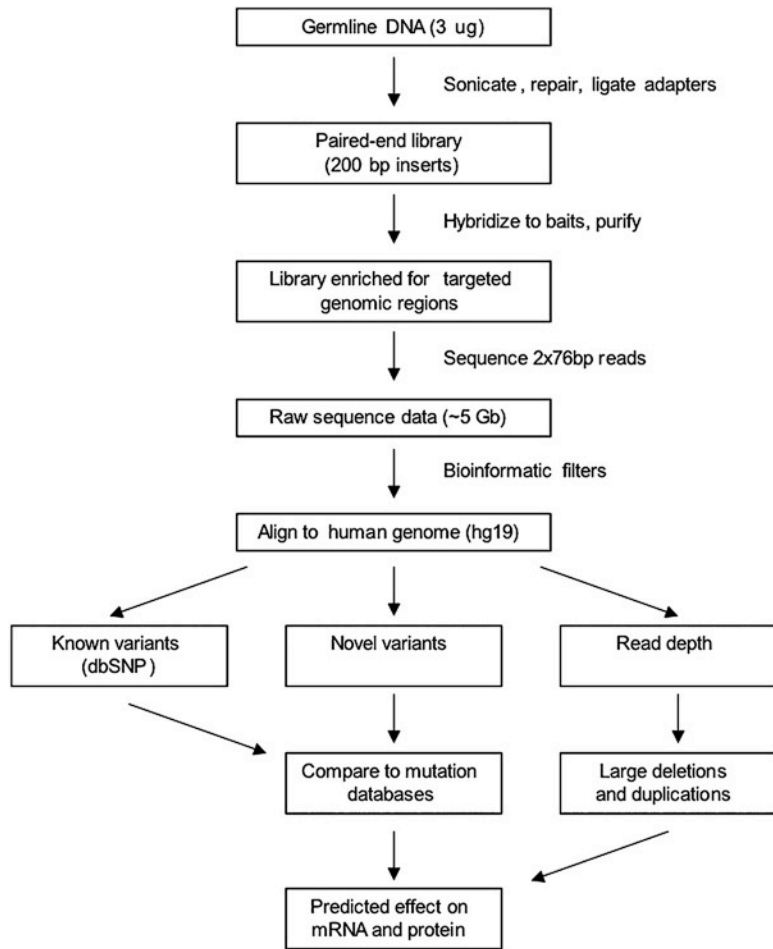 Germline DNA (3 ug)
Sonicate, repair, ligate adapters
Paired-end library
(200 bp inserts)
Hybridize to baits, purify
Library enriched for targeted
genomic regions
Sequence 2x76bp reads
Raw sequence data (~5 Gb)
Bioinformatic filters
Align to human genome (hg19)
Known variants
(dbSNP)
Novel variants
Read depth
Compare to mutation
databases
Large deletions
and duplications
Predicted effect on
mRNA and protein